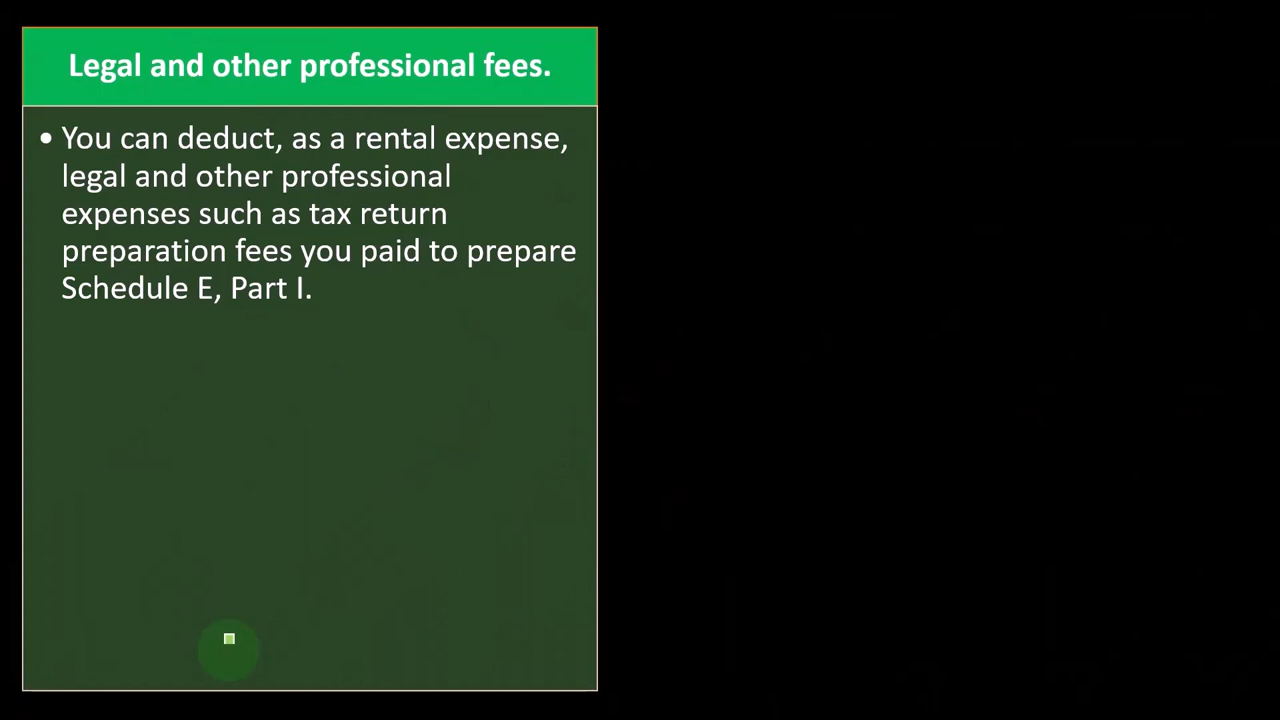 Legal and other professional fees.
• You can deduct, as a rental expense,
legal and other professional
expenses such as tax return
preparation fees you paid to prepare
Schedule E, Part I.